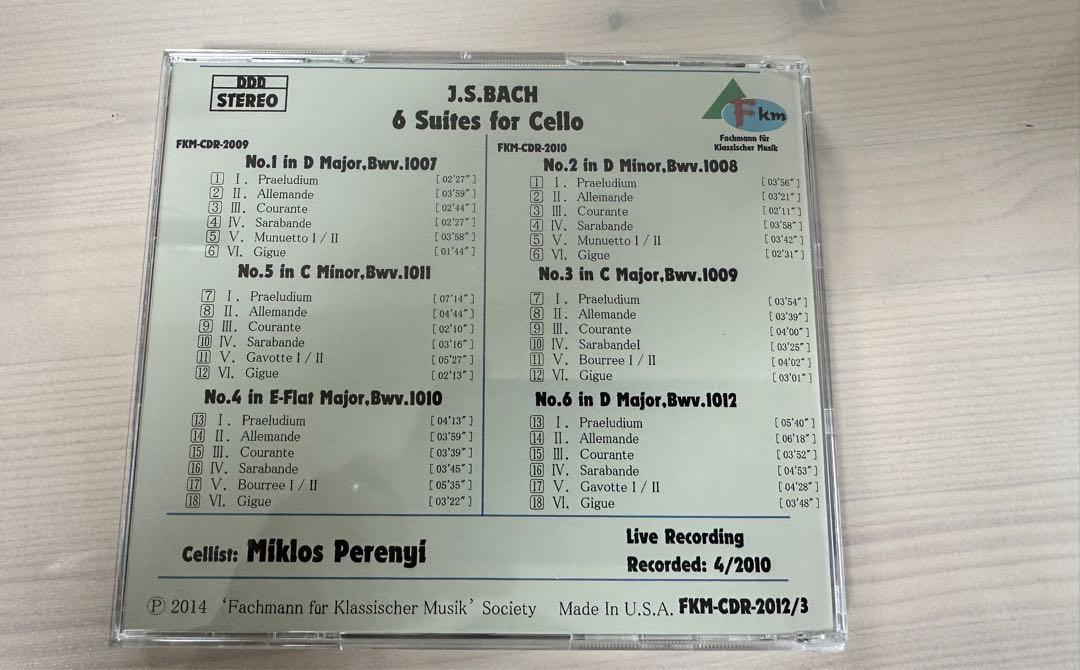 DDD
STEREO
J.S.BACH
6 Suites for Cello
Fkm
Fachmann für
Klassischer Musik
FKM-CDR-2009
No.1 in D Major,Bwv.1007
1 I. Praeludium [02'27"]
2 II. Allemande [03'59"]
3 III. Courante [02'44"]
4 IV. Sarabande [02'27"]
5 V. Munuetto I / II [03'58"]
6 VI. Gigue [01'44"]
No.5 in C Minor,Bwv.1011
7 I. Praeludium [07'14"]
8 II. Allemande [04'44"]
9 III. Courante [02'10"]
10 IV. Sarabande [03'16"]
11 V. Gavotte I / II [05'27"]
12 VI. Gigue [02'13"]
No.4 in E-Flat Major,Bwv.1010
13 I. Praeludium [04'13"]
14 II. Allemande [03'59"]
15 III. Courante [03'39"]
16 IV. Sarabande [03'45"]
17 V. Bourree I / II [05'35"]
18 VI. Gigue [03'22"]
FKM-CDR-2010
No.2 in D Minor,Bwv.1008
1 I. Praeludium [03'56"]
2 II. Allemande [03'21"]
3 III. Courante [02'11"]
4 IV. Sarabande [03'58"]
5 V. Munuetto I / II [03'42"]
6 VI. Gigue [02'31"]
No.3 in C Major,Bwv.1009
7 I. Praeludium [03'54"]
8 II. Allemande [03'39"]
9 III. Courante [04'00"]
10 IV. SarabandeI [03'25"]
11 V. Bourree I / II [04'02"]
12 VI. Gigue [03'01"]
No.6 in D Major,Bwv.1012
13 I. Praeludium [05'40"]
14 II. Allemande [06'18"]
15 III. Courante [03'52"]
16 IV. Sarabande [04'53"]
17 V. Gavotte I / II [04'28"]
18 VI. Gigue [03'48"]
Cellist: Miklos Perenyi
Live Recording
Recorded: 4/2010
Ⓟ 2014 'Fachmann für Klassischer Musik' Society Made In U.S.A. FKM-CDR-2012/3